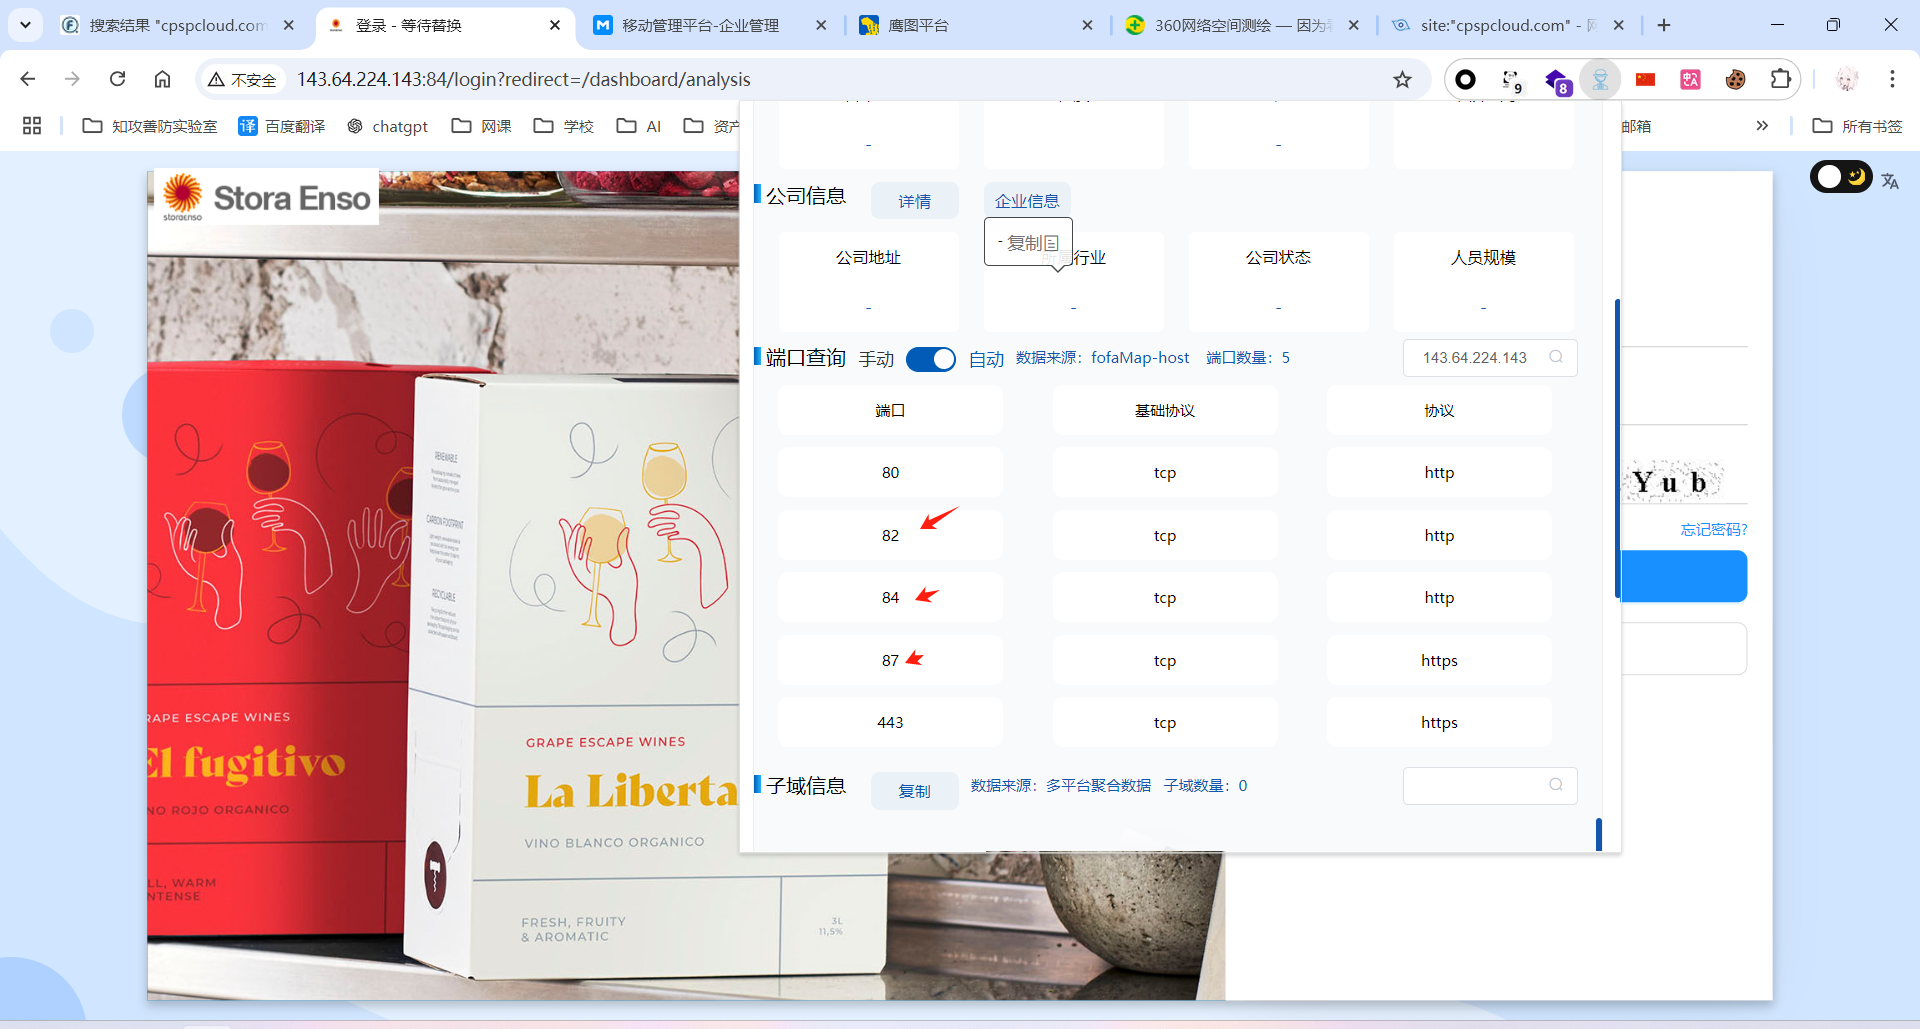 搜索结果 "cpspcloud.com
登录 - 等待替换
移动管理平台-企业管理
鹰图平台
360网络空间测绘 — 因为
site:"cpspcloud.com" -
不安全
143.64.224.143:84/login?redirect=/dashboard/analysis
9
8
知攻善防实验室
译 百度翻译
chatgpt
网课
学校
AI
资产
邮箱
所有书签
storaenso
Stora Enso
-
-
公司信息
详情
企业信息
- 复制
公司地址
行业
公司状态
人员规模
-
-
-
-
端口查询
手动
自动
数据来源：fofaMap-host
端口数量：5
143.64.224.143
端口
基础协议
协议
80
tcp
http
82
tcp
http
84
tcp
http
87
tcp
https
443
tcp
https
子域信息
复制
数据来源：多平台聚合数据
子域数量：0
Y u b
忘记密码?
RENEWABLE
CARBON FOOTPRINT
RECYCLABLE
RAPE ESCAPE WINES
El fugitivo
NO ROJO ORGANICO
LL, WARM
NTENSE
GRAPE ESCAPE WINES
La Liberta
VINO BLANCO ORGANICO
FRESH, FRUITY
& AROMATIC
3L
11,5%